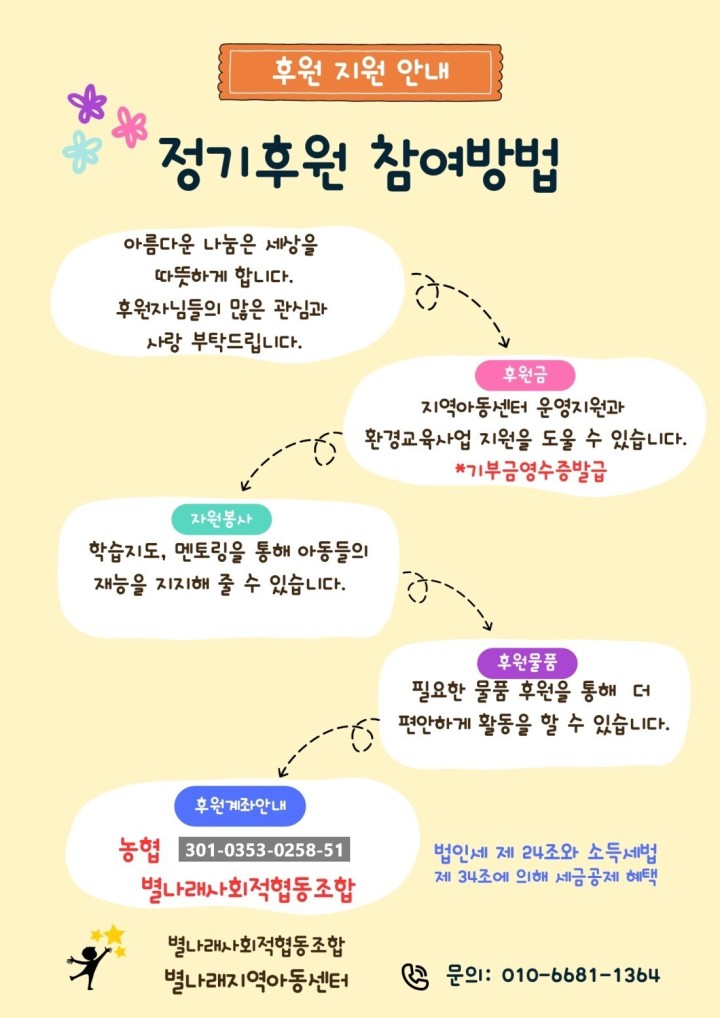 후원 지원 안내
정기후원 참여방법
아름다운 나눔은 세상을
따뜻하게 합니다.
후원자님들의 많은 관심과
사랑 부탁드립니다.
후원금
지역아동센터 운영지원과
환경교육사업 지원을 도울 수 있습니다.
*기부금영수증발급
자원봉사
학습지도, 멘토링을 통해 아동들의
재능을 지지해 줄 수 있습니다.
후원물품
필요한 물품 후원을 통해 더
편안하게 활동을 할 수 있습니다.
후원계좌안내
농협 301-0353-0258-51
별나래사회적협동조합
법인세 제 24조와 소득세법
제 34조에 의해 세금공제 혜택
별나래사회적협동조합
별나래지역아동센터
문의: 010-6681-1364